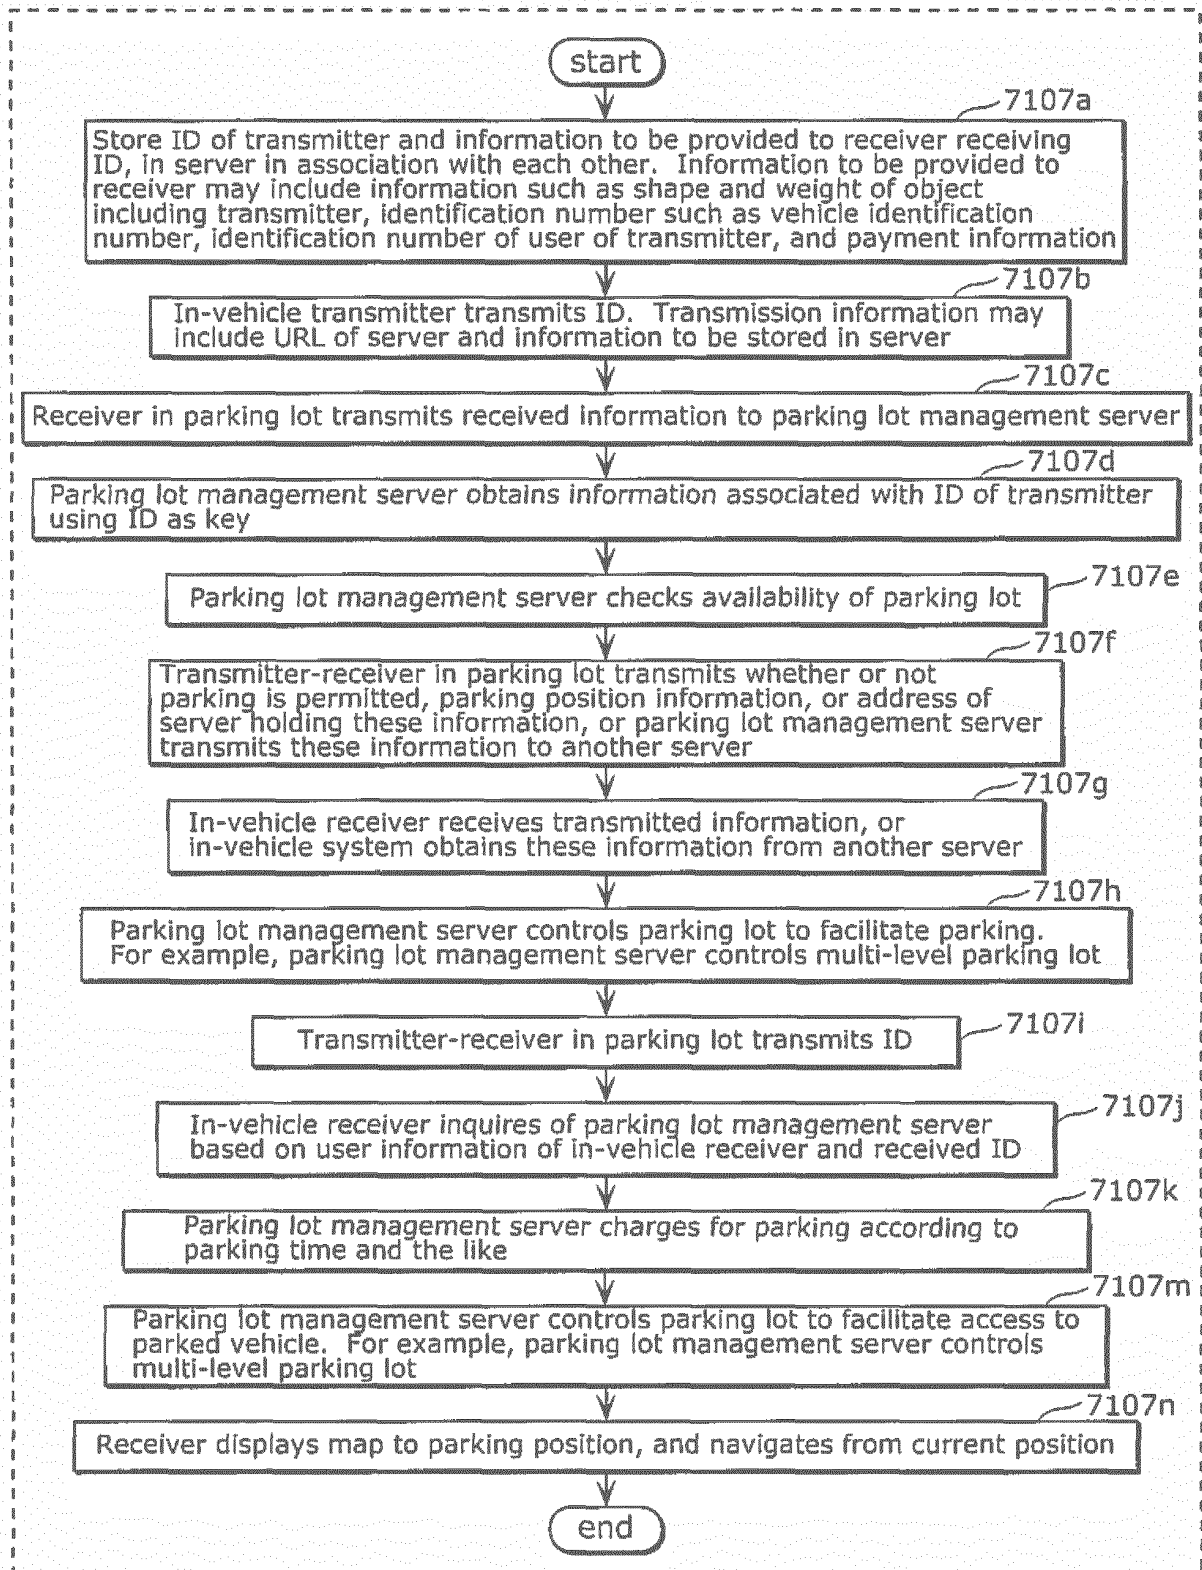 start
7107a
Store ID of transmitter and information to be provided to receiver receiving
ID, in server in association with each other. Information to be provided to
receiver may include information such as shape and weight of object
including transmitter, identification number such as vehicle identification
number, identification number of user of transmitter, and payment information
7107b
In-vehicle transmitter transmits ID. Transmission information may
include URL of server and information to be stored in server
7107c
Receiver in parking lot transmits received information to parking lot management server
7107d
Parking lot management server obtains information associated with ID of transmitter
using ID as key
7107e
Parking lot management server checks availability of parking lot
7107f
Transmitter-receiver in parking lot transmits whether or not
parking is permitted, parking position information, or address of
server holding these information, or parking lot management server
transmits these information to another server
7107g
In-vehicle receiver receives transmitted information, or
in-vehicle system obtains these information from another server
7107h
Parking lot management server controls parking lot to facilitate parking.
For example, parking lot management server controls multi-level parking lot
7107i
Transmitter-receiver in parking lot transmits ID
7107j
In-vehicle receiver inquires of parking lot management server
based on user information of in-vehicle receiver and received ID
7107k
Parking lot management server charges for parking according to
parking time and the like
7107m
Parking lot management server controls parking lot to facilitate access to
parked vehicle. For example, parking lot management server controls
multi-level parking lot
7107n
Receiver displays map to parking position, and navigates from current position
end